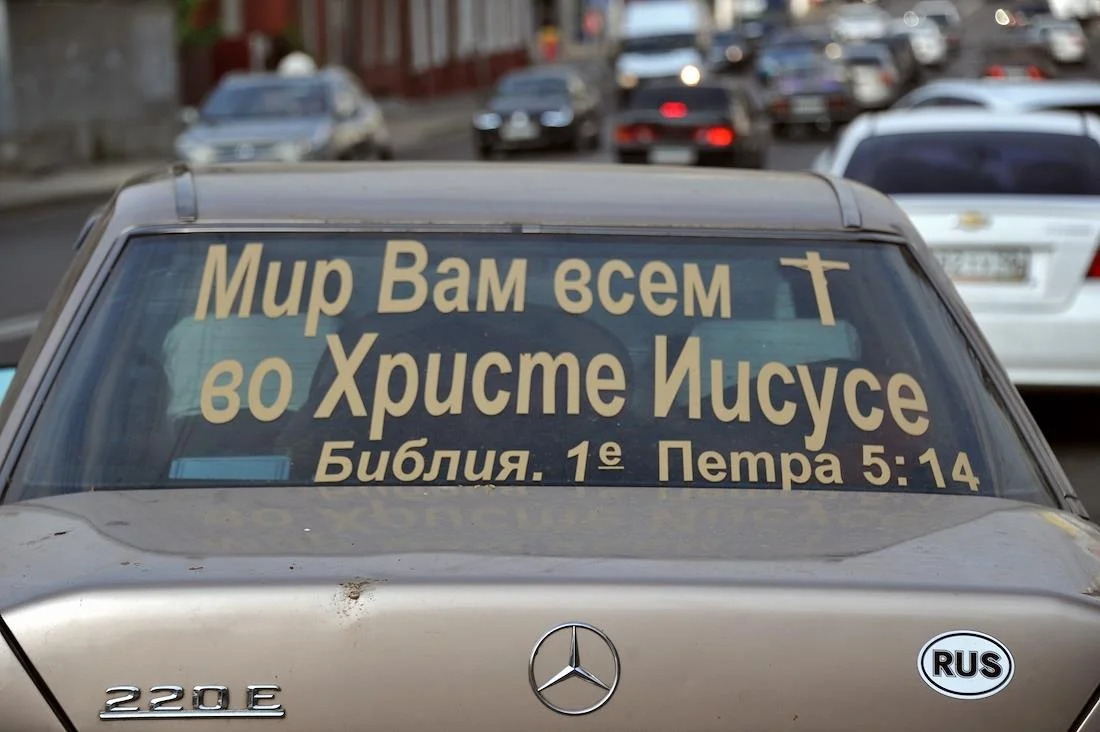 Мир Вам всем
во Христе Иисусе
Библия. 1е Петра 5:14
220 E
RUS